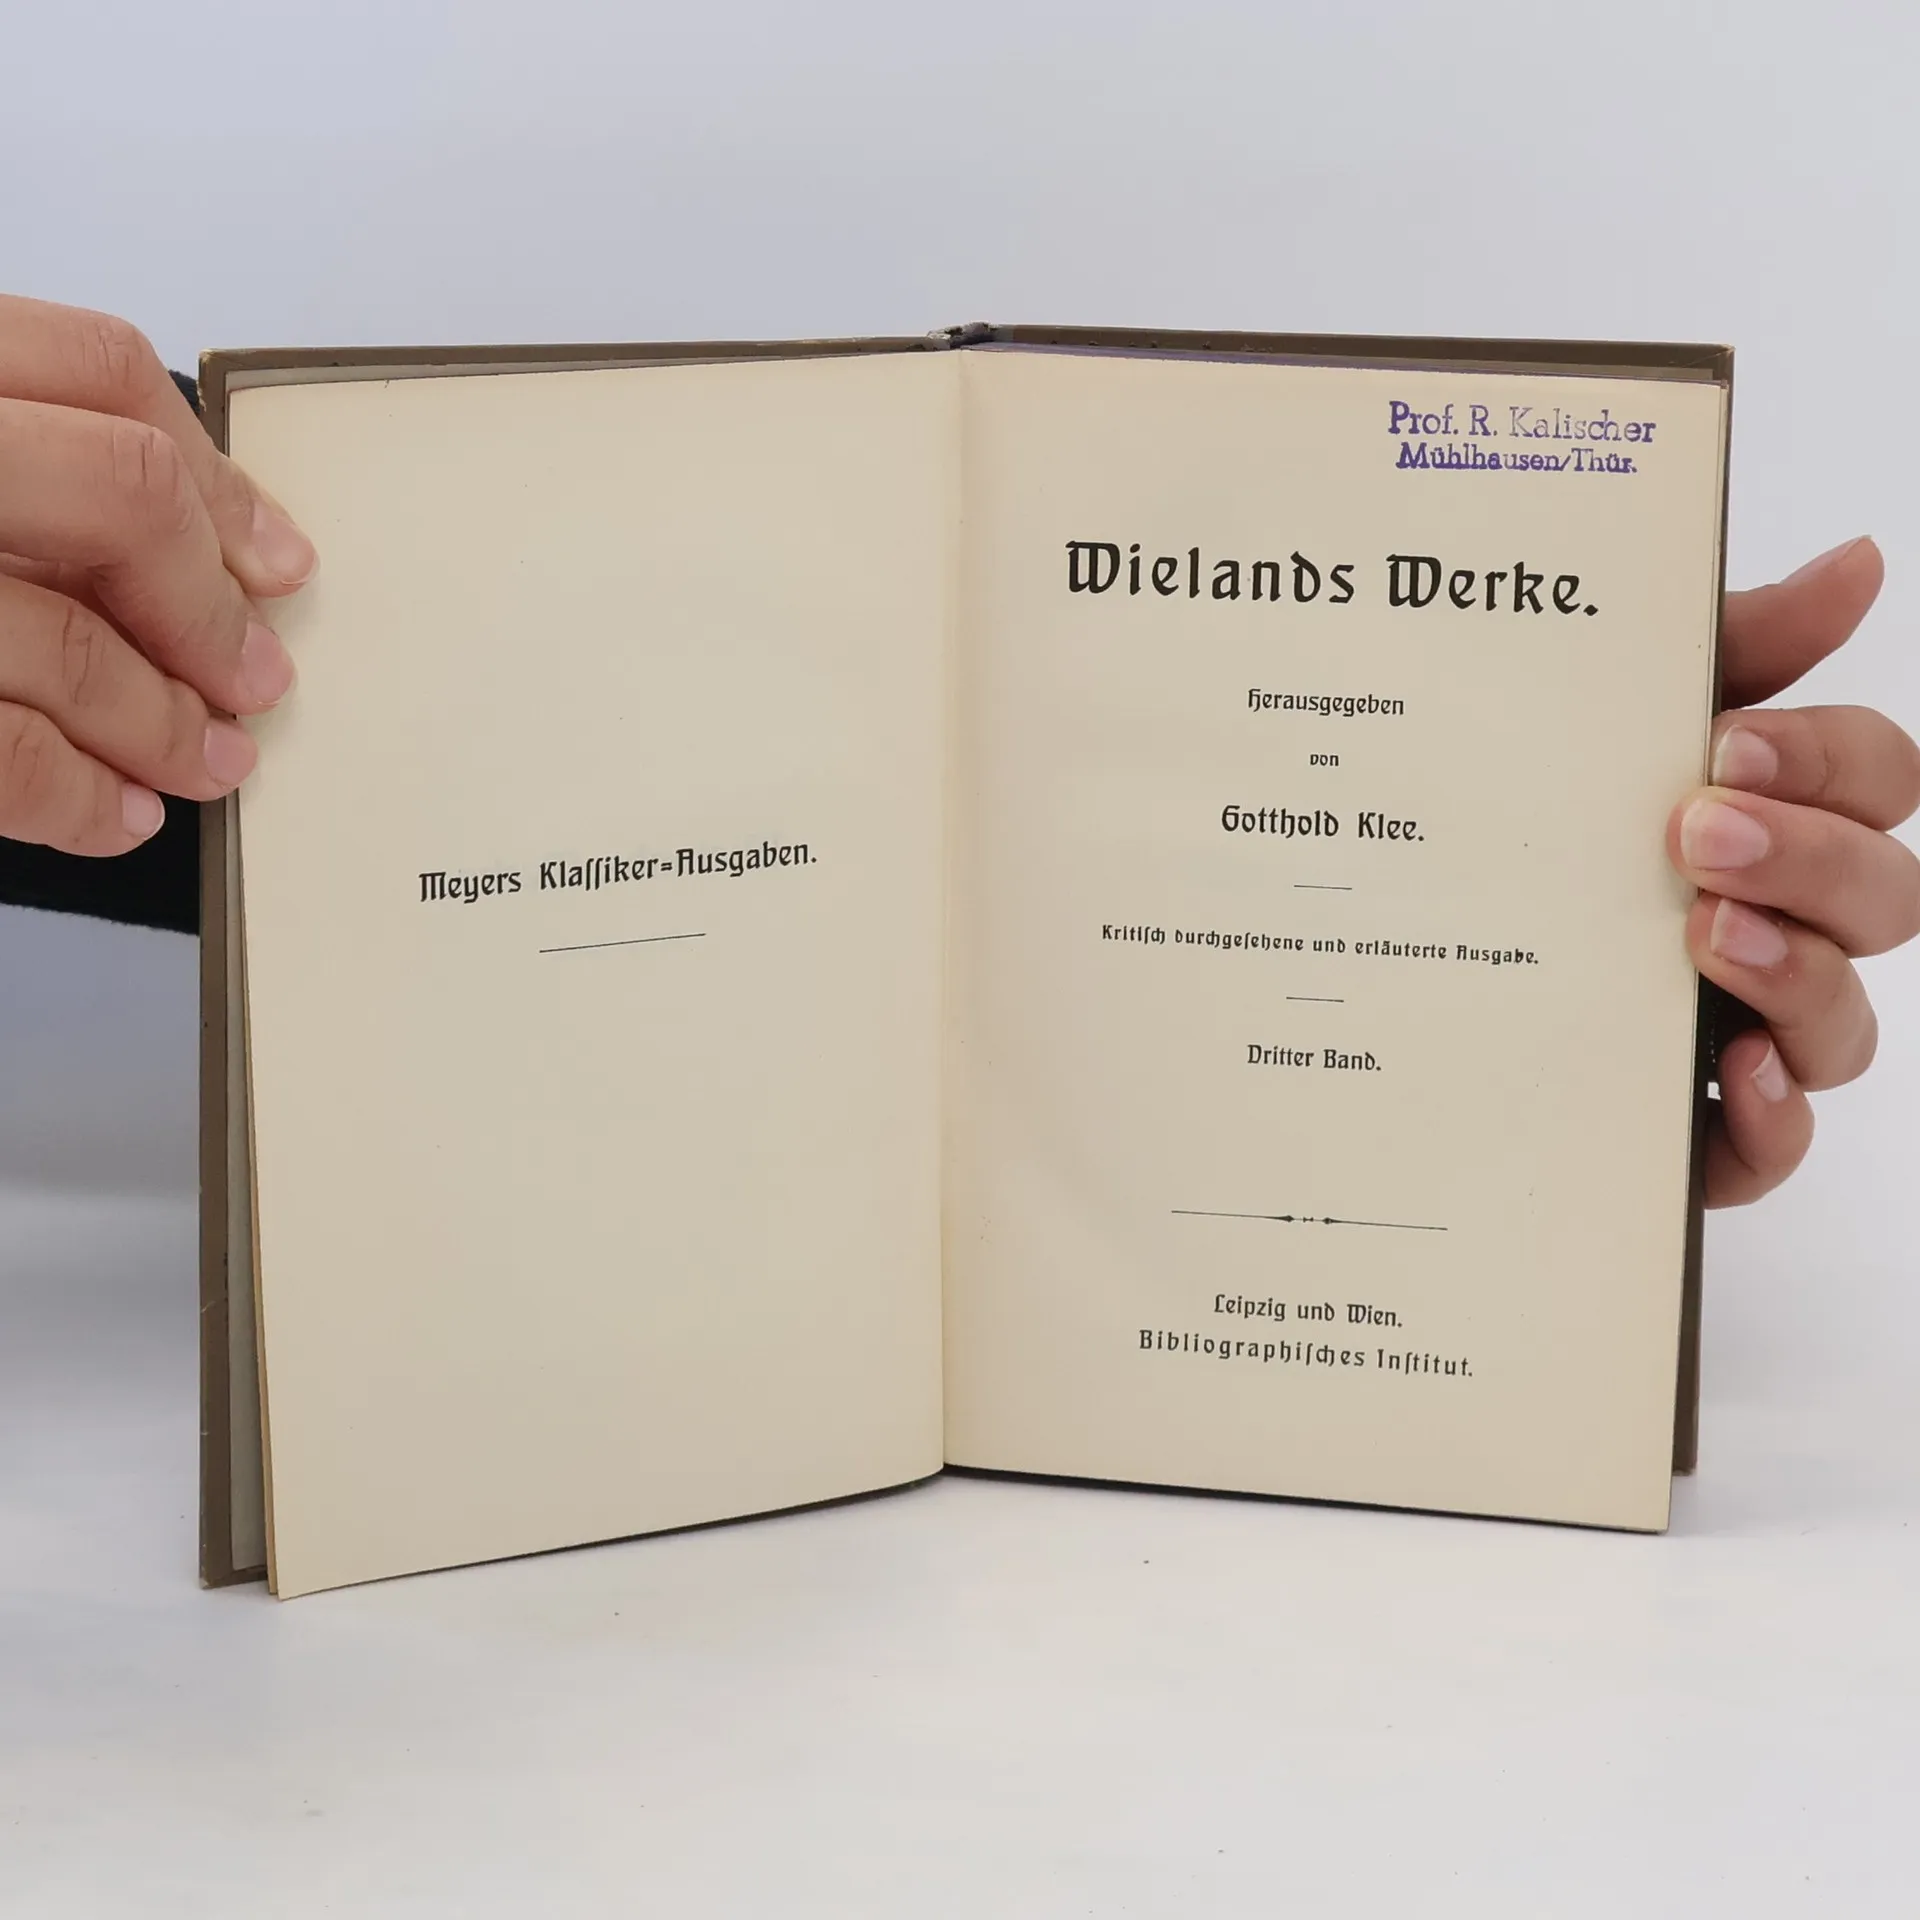 Meyers Klaſſiker=Ausgaben.
Prof. R. Kalischer
Mühlhausen/Thür.
Wielands Werke.
Herausgegeben
von
Gotthold Klee.
Kritiſch durchgeſehene und erläuterte Ausgabe.
Dritter Band.
Leipzig und Wien.
Bibliographiſches Inſtitut.